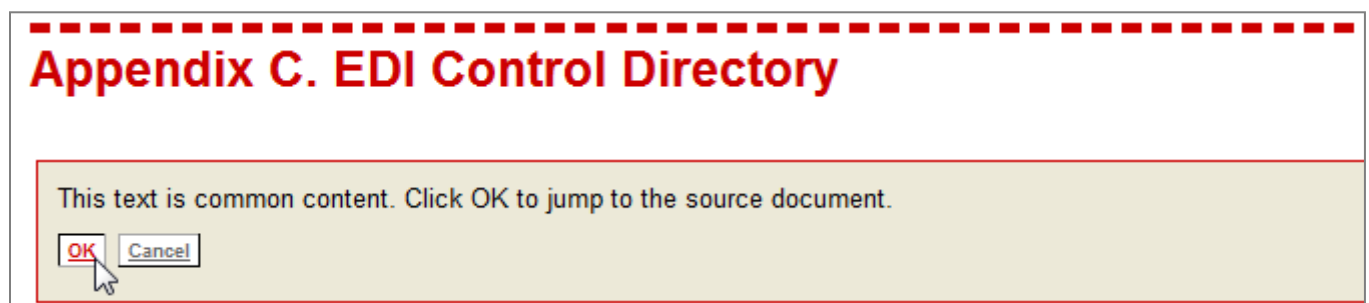 Appendix C. EDI Control Directory
This text is common content. Click OK to jump to the source document.
OK Cancel